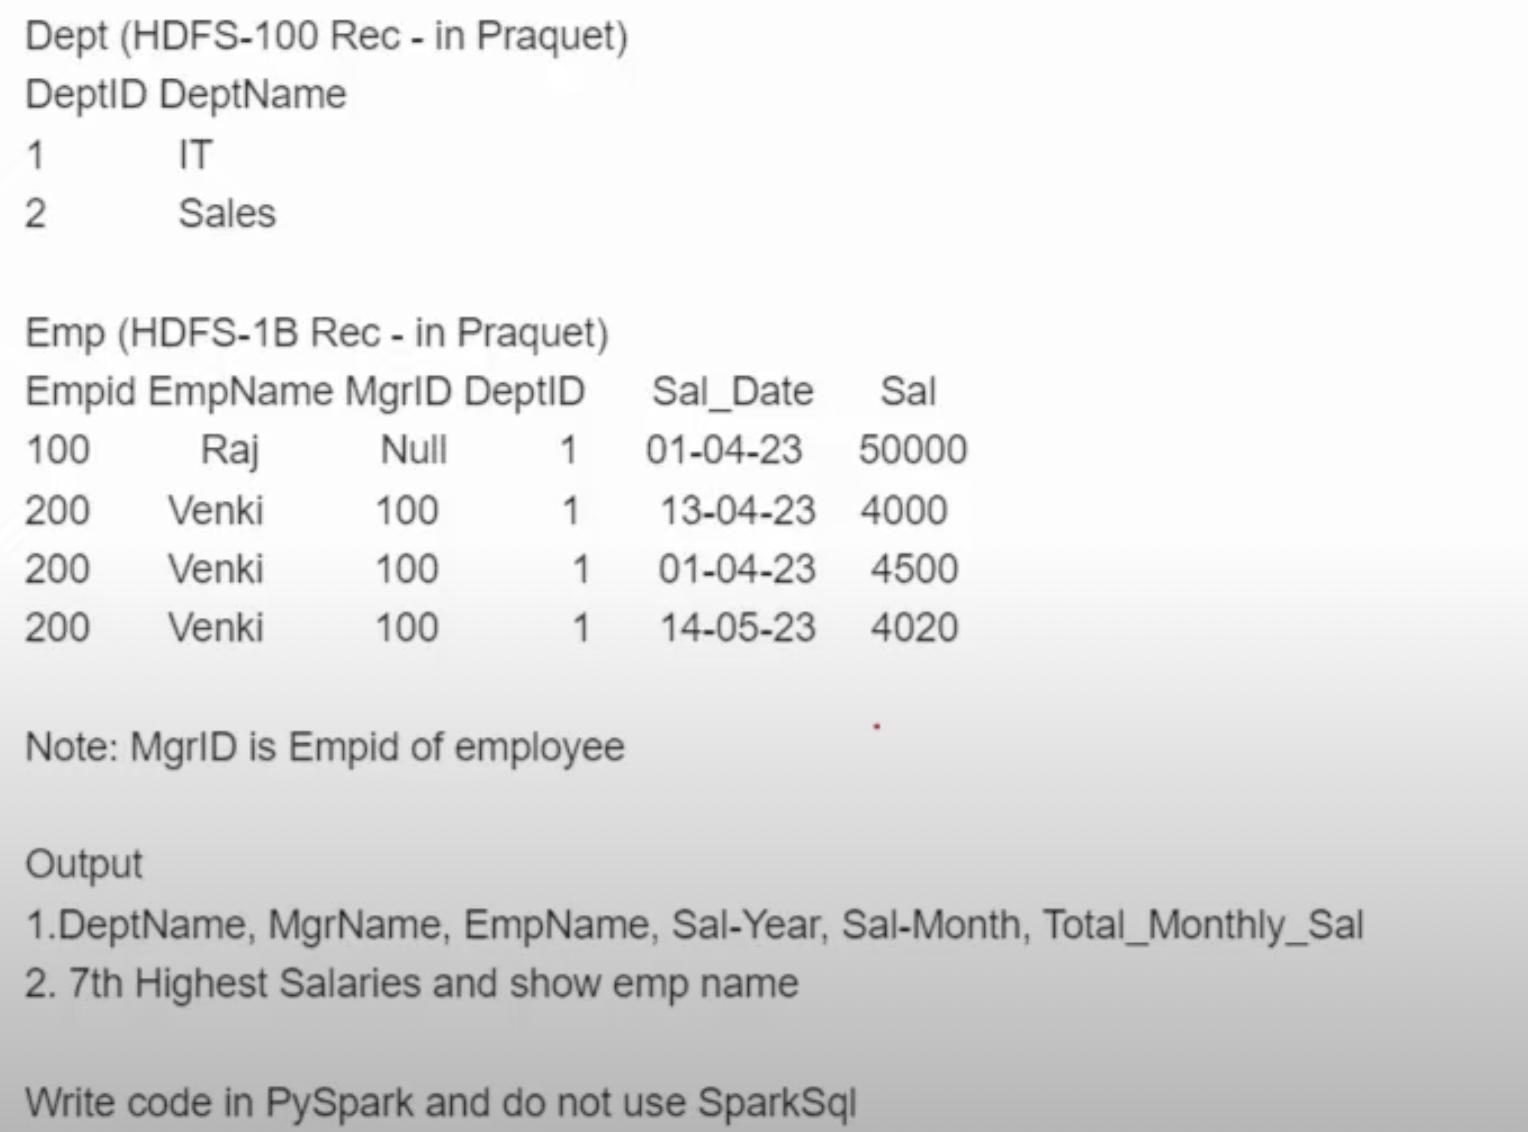 Dept (HDFS-100 Rec - in Praquet)
DeptID DeptName
1 IT
2 Sales
Emp (HDFS-1B Rec - in Praquet)
Empid EmpName MgrID DeptID Sal_Date Sal
100 Raj Null 1 01-04-23 50000
200 Venki 100 1 13-04-23 4000
200 Venki 100 1 01-04-23 4500
200 Venki 100 1 14-05-23 4020
Note: MgrID is Empid of employee
Output
1.DeptName, MgrName, EmpName, Sal-Year, Sal-Month, Total_Monthly_Sal
2. 7th Highest Salaries and show emp name
Write code in PySpark and do not use SparkSql